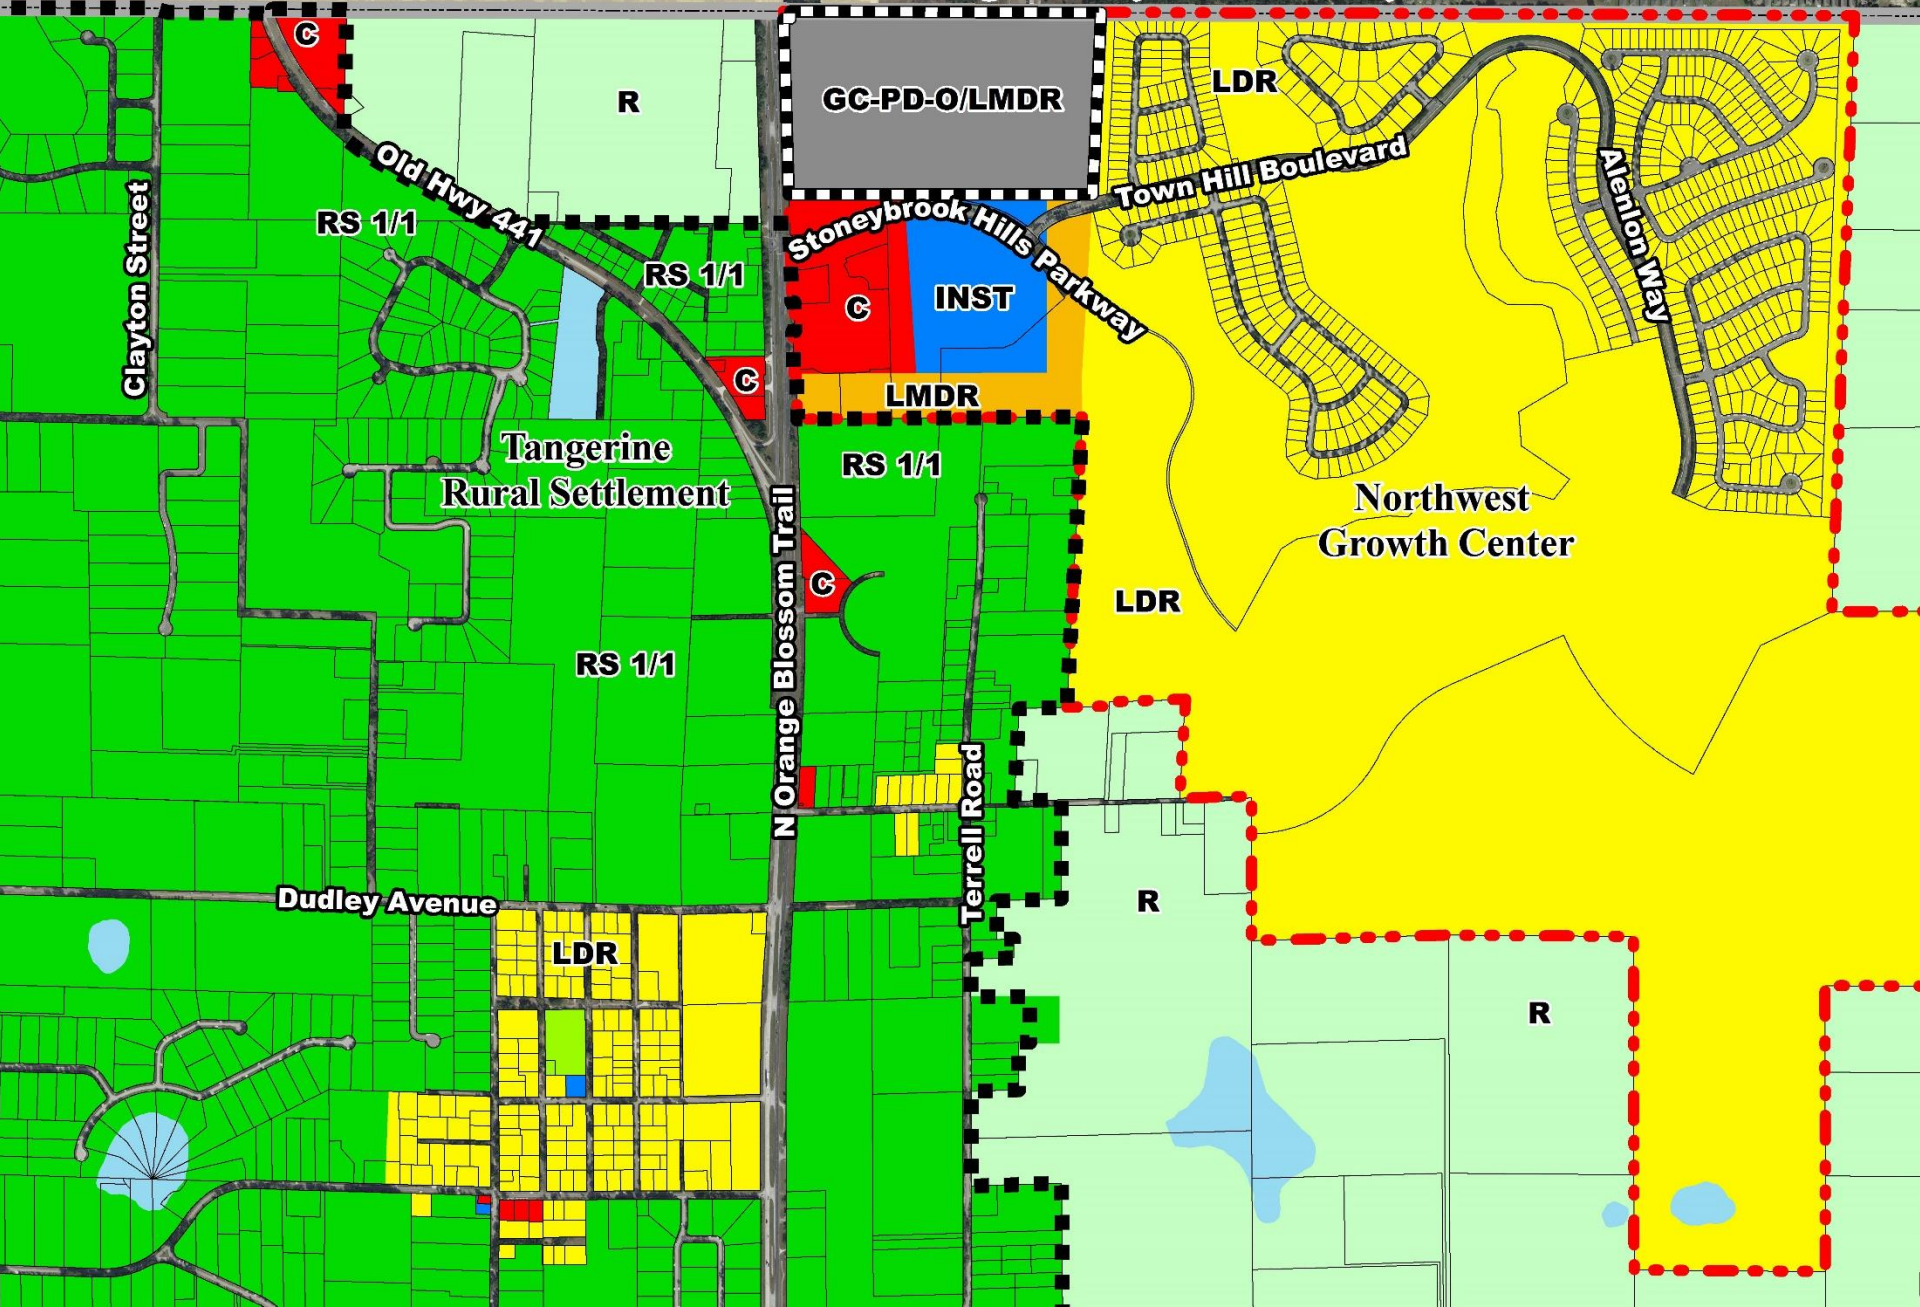 C
R
GC-PD-O/LMDR
LDR
Town Hill Boulevard
Alenlon Way
Old Hwy 441
Clayton Street
RS 1/1
RS 1/1
Stoneybrook Hills Parkway
C
INST
C
LMDR
Tangerine
Rural Settlement
RS 1/1
Northwest
Growth Center
N Orange Blossom Trail
C
LDR
RS 1/1
Terrell Road
Dudley Avenue
R
LDR
R